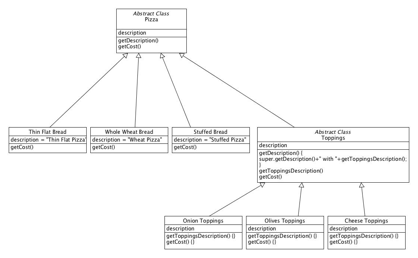 Abstract Class
Pizza
description
getDescription()
getCost()
Thin Flat Bread
description = "Thin Flat Pizza
getCost()
Whole Wheat Bread
description = "Wheat Pizza
getCost()
Stuffed Bread
description = "Stuffed Pizza
getCost()
Abstract Class
Toppings
description
getDescription() {
super.getDescription()+" with "+getToppingsDescription();
}
getToppingsDescription()
getCost()
Onion Toppings
description
getToppingsDescription() {}
getCost() {}
Olives Toppings
description
getToppingsDescription() {}
getCost() {}
Cheese Toppings
description
getToppingsDescription() {}
getCost() {}